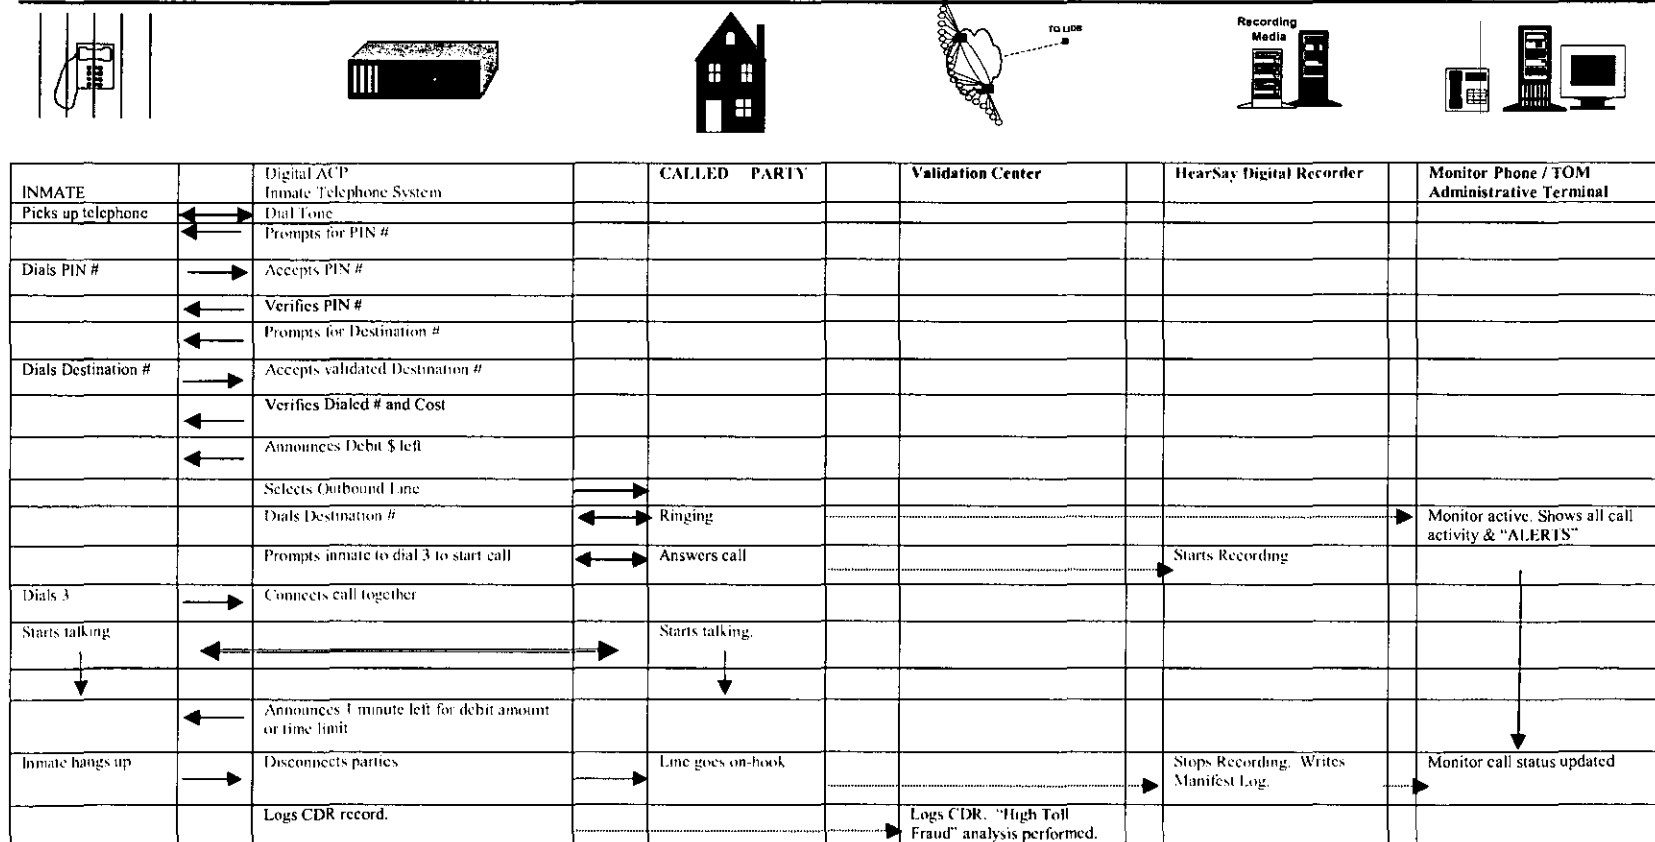 TO LIDB
Recording
Media
INMATE
Digital ACP
Inmate Telephone System
CALLED PARTY
Validation Center
HearSay Digital Recorder
Monitor Phone / TOM
Administrative Terminal
Picks up telephone
Dial Tone
Prompts for PIN #
Dials PIN #
Accepts PIN #
Verifies PIN #
Prompts for Destination #
Dials Destination #
Accepts validated Destination #
Verifies Dialed # and Cost
Announces Debit $ left
Selects Outbound Line
Dials Destination #
Ringing
Monitor active. Shows all call
activity & “ALERTS”
Prompts inmate to dial 3 to start call
Answers call
Starts Recording
Dials 3
Connects call together
Starts talking
Starts talking.
Announces 1 minute left for debit amount
or time limit
Inmate hangs up
Disconnects parties
Line goes on-hook
Stops Recording. Writes
Manifest Log.
Monitor call status updated
Logs CDR record.
Logs CDR. “High Toll
Fraud” analysis performed.